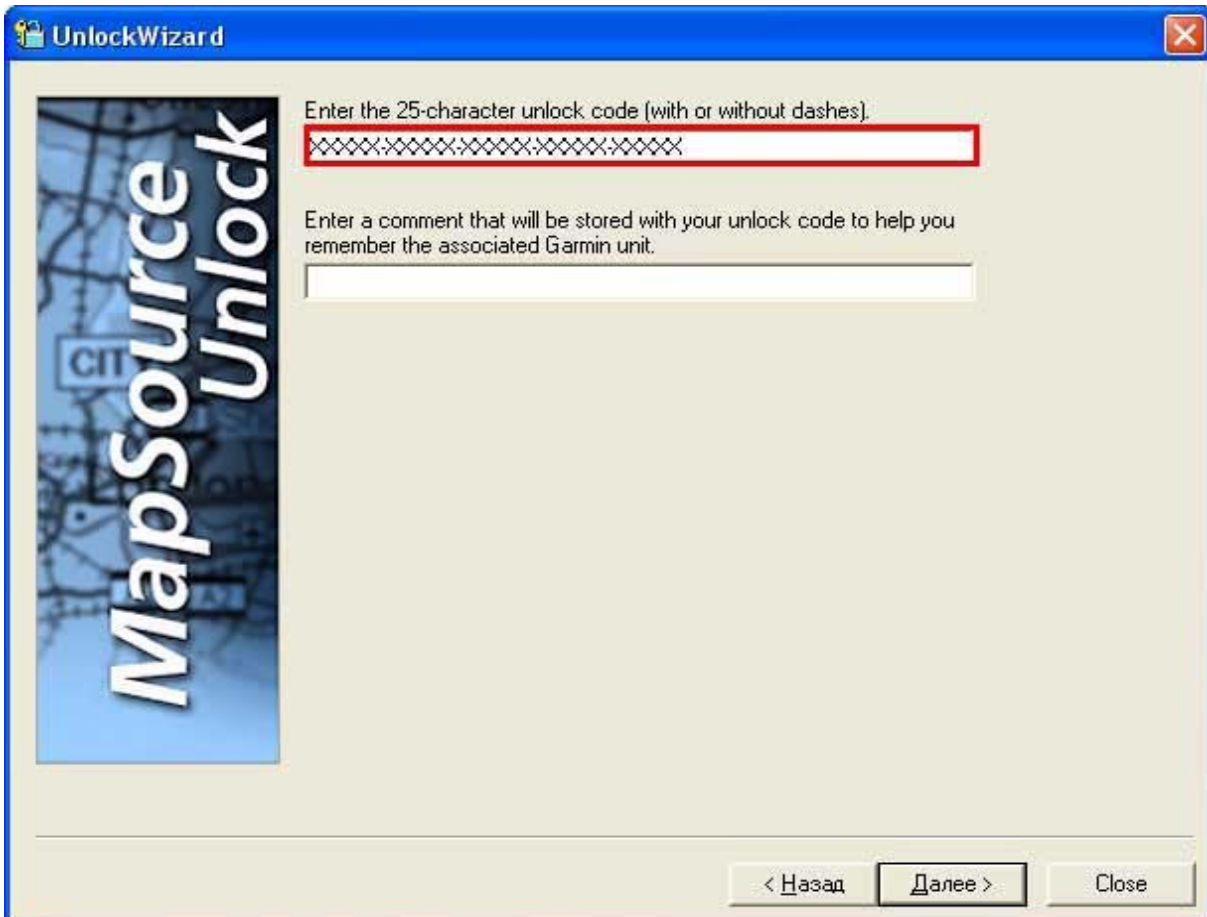 UnlockWizard
Enter the 25-character unlock code (with or without dashes).
XXXXX-XXXXX-XXXXX-XXXXX-XXXXX
Enter a comment that will be stored with your unlock code to help you
remember the associated Garmin unit.
MapSource
Unlock
CITY
< Назад
Далее >
Close